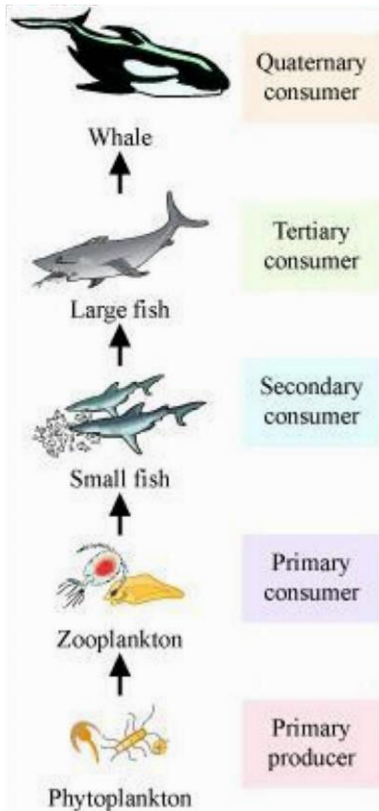 Quaternary
consumer
Whale
Tertiary
consumer
Large fish
Secondary
consumer
Small fish
Primary
consumer
Zooplankton
Primary
producer
Phytoplankton